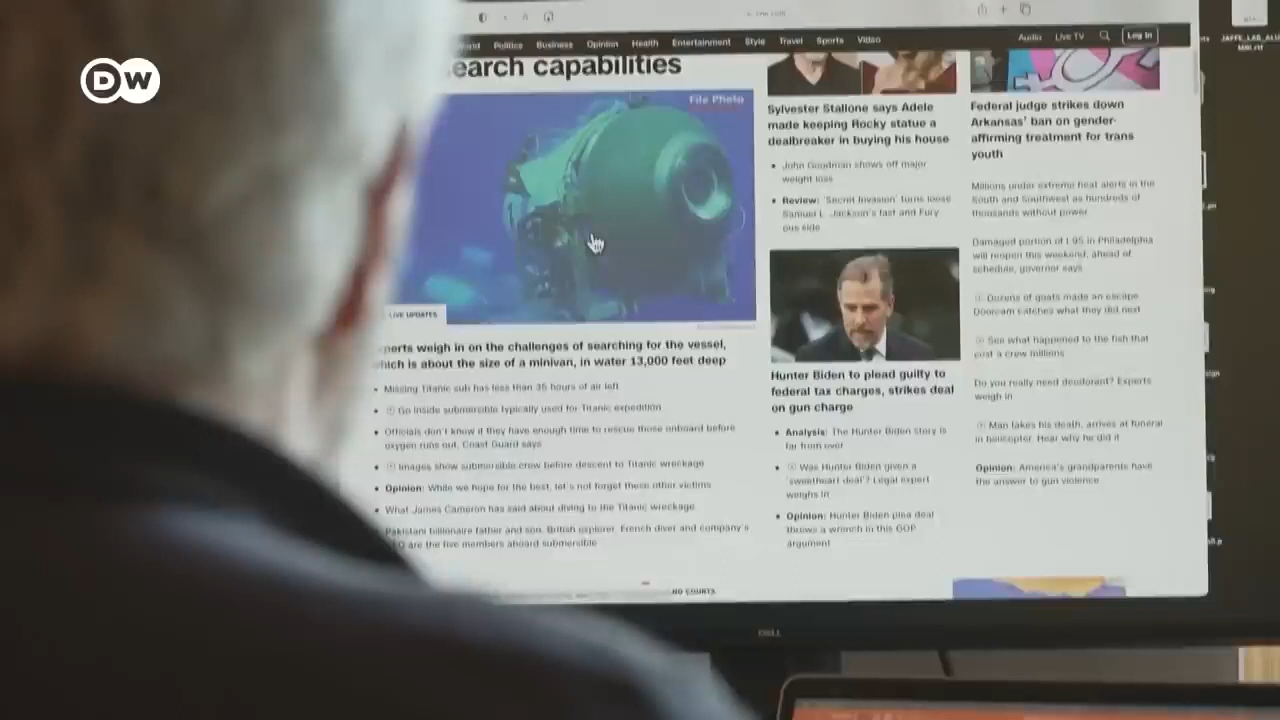 DW
cnn.com
Politics Business Opinion Health Entertainment Style Travel Sports Video Audio Live TV Log In
earch capabilities
File Photo
LIVE UPDATES
perts weigh in on the challenges of searching for the vessel,
hich is about the size of a minivan, in water 13,000 feet deep
Missing Titanic sub has less than 35 hours of air left
Go inside submersible typically used for Titanic expedition
Officials don't know if they have enough time to rescue those onboard before
oxygen runs out, Coast Guard says
Images show submersible crew before descent to Titanic wreckage
Opinion: While we hope for the best, let's not forget these other victims
What James Cameron has said about diving to the Titanic wreckage
Pakistani billionaire father and son, British explorer, French diver and company's
are the five members aboard submersible
Sylvester Stallone says Adele
made keeping Rocky statue a
dealbreaker in buying his house
John Goodman shows off major
weight loss
Review: 'Secret Invasion' turns loose
Samuel L. Jackson's fast and Fury
ous side
Hunter Biden to plead guilty to
federal tax charges, strikes deal
on gun charge
Analysis: The Hunter Biden story is
far from over
Was Hunter Biden given a
'sweetheart deal'? Legal expert
weighs in
Opinion: Hunter Biden plea deal
throws a wrench in this GOP
argument
Federal judge strikes down
Arkansas' ban on gender-
affirming treatment for trans
youth
Millions under extreme heat alerts in the
South and Southwest as hundreds of
thousands without power
Damaged portion of I-95 in Philadelphia
will reopen this weekend, ahead of
schedule, governor says
Dozens of goats made an escape.
Doorcam catches what they did next
See what happened to the fish that
cost a crew millions
Do you really need deodorant? Experts
weigh in
Man fakes his death, arrives at funeral
in helicopter. Hear why he did it
Opinion: America's grandparents have
the answer to gun violence
NO COURTS
DELL